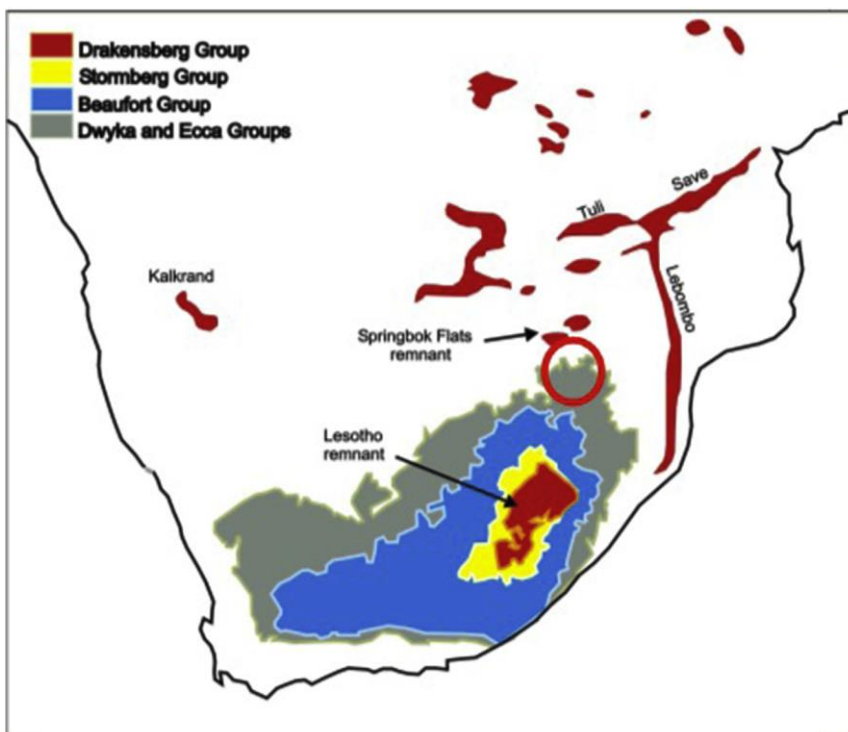 Drakensberg Group
Stormberg Group
Beaufort Group
Dwyka and Ecca Groups
Save
Tuli
Kalkrand
Lebombo
Springbok Flats
remnant
Lesotho
remnant